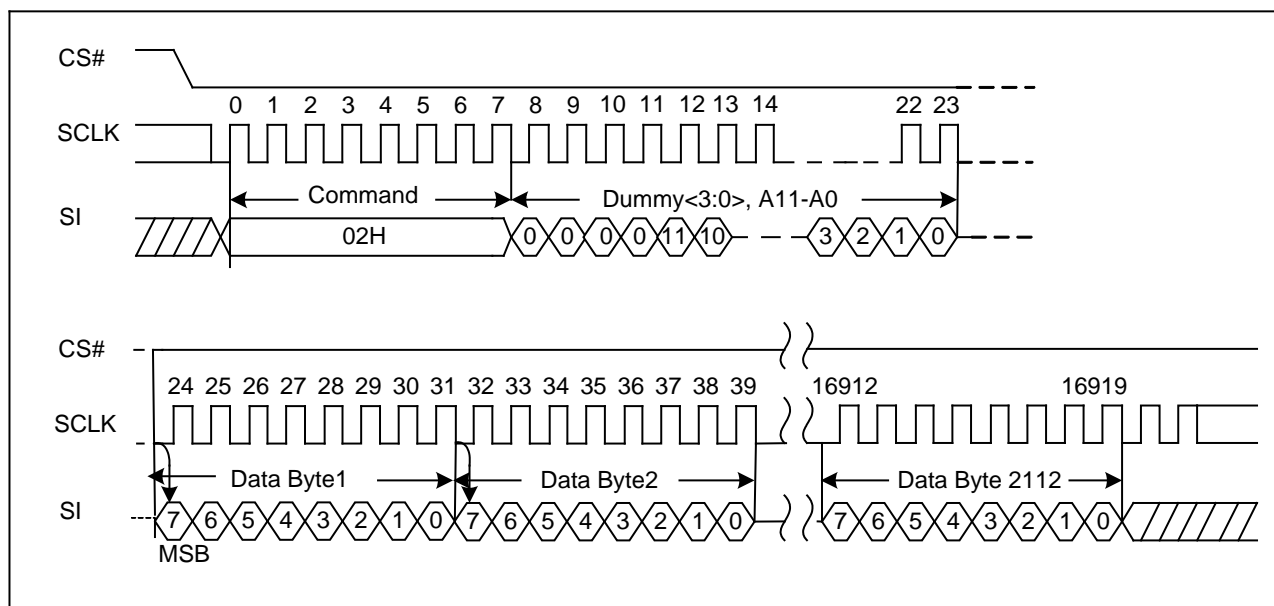 CS#
0 1 2 3 4 5 6 7 8 9 10 11 12 13 14 22 23
SCLK
Command Dummy<3:0>, A11-A0
SI
02H 0 0 0 0 11 10 3 2 1 0
CS#
24 25 26 27 28 29 30 31 32 33 34 35 36 37 38 39 16912 16919
SCLK
Data Byte1 Data Byte2 Data Byte 2112
SI
7 6 5 4 3 2 1 0 7 6 5 4 3 2 1 0 7 6 5 4 3 2 1 0
MSB